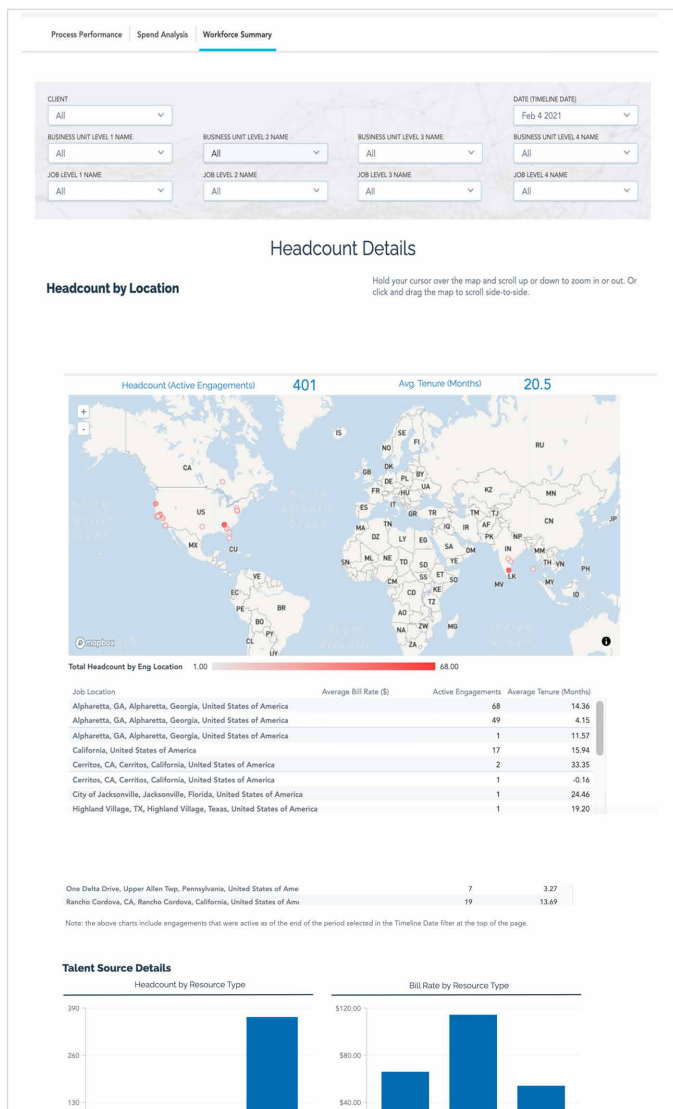 Process Performance Spend Analysis Workforce Summary
CLIENT DATE (TIMELINE DATE)
All Feb 4 2021
BUSINESS UNIT LEVEL 1 NAME BUSINESS UNIT LEVEL 2 NAME BUSINESS UNIT LEVEL 3 NAME BUSINESS UNIT LEVEL 4 NAME
All All All All
JOB LEVEL 1 NAME JOB LEVEL 2 NAME JOB LEVEL 3 NAME JOB LEVEL 4 NAME
All All All All
Headcount Details
Headcount by Location
Hold your cursor over the map and scroll up or down to zoom in or out. Or
click and drag the map to scroll side-to-side.
Headcount (Active Engagements) 401 Avg. Tenure (Months) 20.5
+
-
IS SE FI NO RU
CA GB DK BY
DE PL UA
FR HU KZ MN
US ES IT GR TR TM TJ CN JP
MA TN IQ IR AF PK NP
MX CU DZ LY EG SA OM IN MM
SN ML NE TD SD YE TH VN PH
VE CM SS ET SO MV LK MY
EC CD KE ID
PE BR TZ
BO AO
PY NA ZW MG
CL UY ZA
mapbox
Total Headcount by Eng Location 1.00 68.00
Job Location Average Bill Rate ($) Active Engagements Average Tenure (Months)
Alpharetta, GA, Alpharetta, Georgia, United States of America 68 14.36
Alpharetta, GA, Alpharetta, Georgia, United States of America 49 4.15
Alpharetta, GA, Alpharetta, Georgia, United States of America 1 11.57
California, United States of America 17 15.94
Cerritos, CA, Cerritos, California, United States of America 2 33.35
Cerritos, CA, Cerritos, California, United States of America 1 -0.16
City of Jacksonville, Jacksonville, Florida, United States of America 1 24.46
Highland Village, TX, Highland Village, Texas, United States of America 1 19.20
One Delta Drive, Upper Allen Twp, Pennsylvania, United States of Ame 7 3.27
Rancho Cordova, CA, Rancho Cordova, California, United States of Am 19 13.69
Note: the above charts include engagements that were active as of the end of the period selected in the Timeline Date filter at the top of the page.
Talent Source Details
Headcount by Resource Type Bill Rate by Resource Type
390 $120.00
260 $80.00
130 $40.00